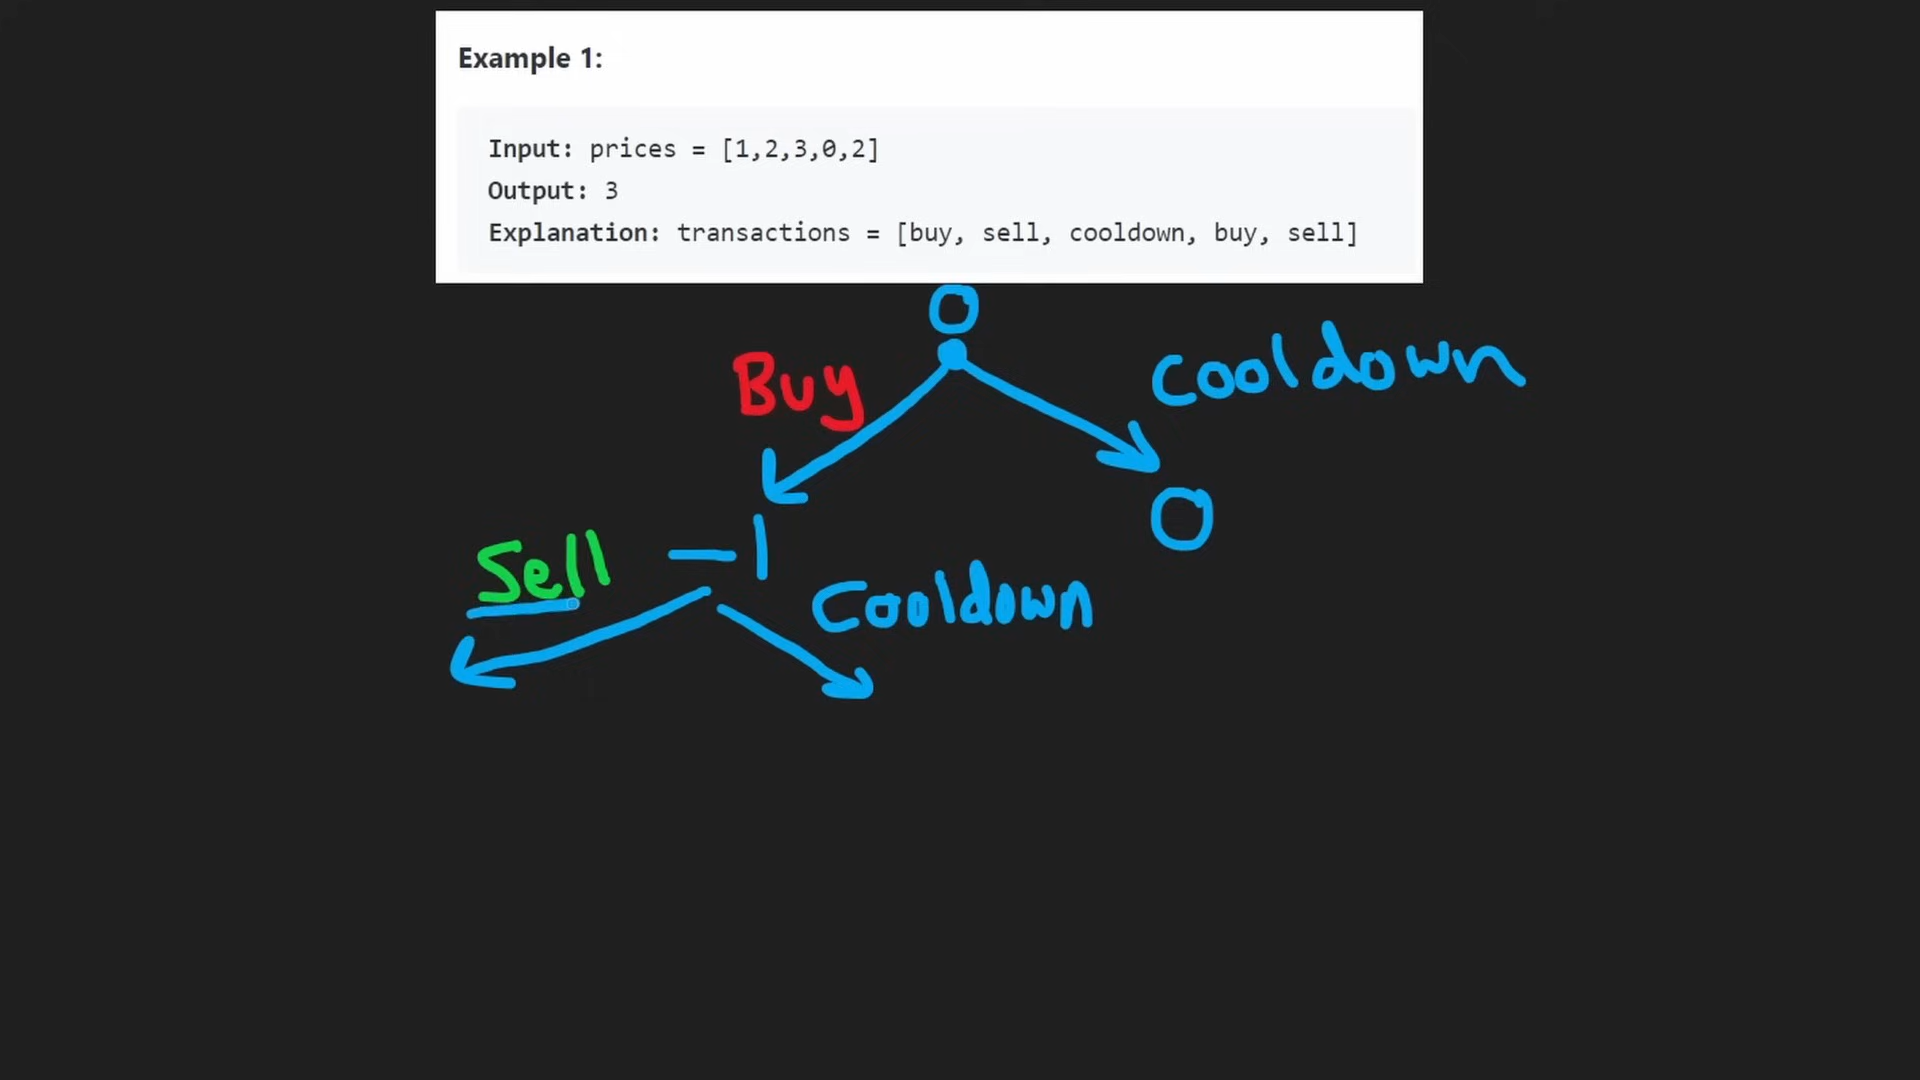 Example 1:
Input: prices = [1,2,3,0,2]
Output: 3
Explanation: transactions = [buy, sell, cooldown, buy, sell]
0
Buy
Cooldown
0
Sell
-1
Cooldown